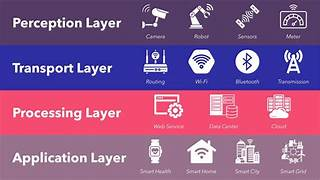 Perception Layer
Camera Robot Sensors Meter
Transport Layer
Routing Wi-Fi Bluetooth Transmission
Processing Layer
Web Service Data Center Cloud
Application Layer
Smart Health Smart Home Smart City Smart Grid